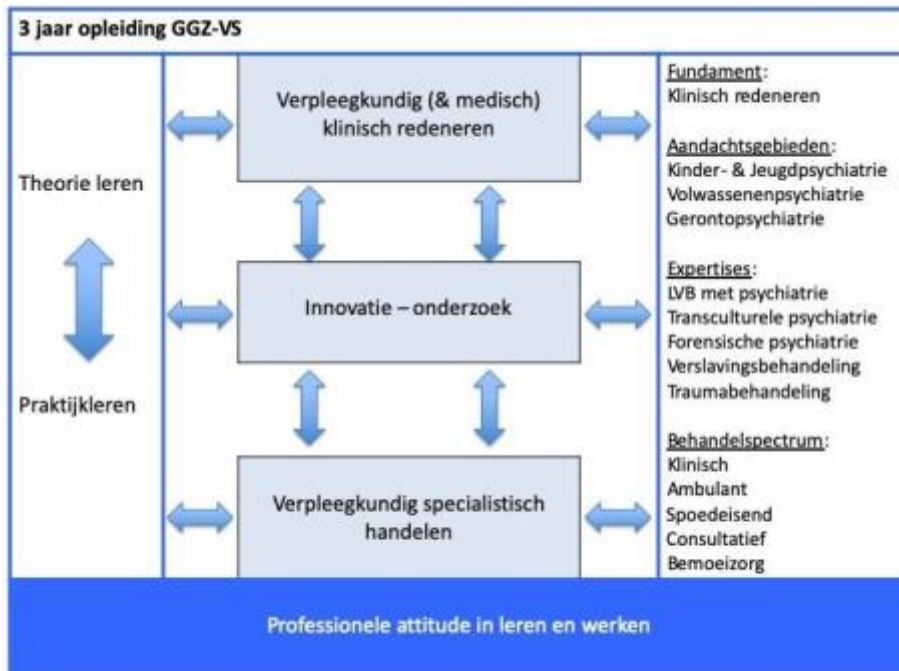 3 jaar opleiding GGZ-VS
Theorie leren
Praktijkleren
Verpleegkundig (& medisch)
klinisch redeneren
Innovatie – onderzoek
Verpleegkundig specialistisch
handelen
Fundament:
Klinisch redeneren
Aandachtsgebieden:
Kinder- & Jeugdpsychiatrie
Volwassenenpsychiatrie
Gerontopsychiatrie
Expertises:
LVB met psychiatrie
Transculturele psychiatrie
Forensische psychiatrie
Verslavingsbehandeling
Traumabehandeling
Behandelspectrum:
Klinisch
Ambulant
Spoedeisend
Consultatief
Bemoeizorg
Professionele attitude in leren en werken